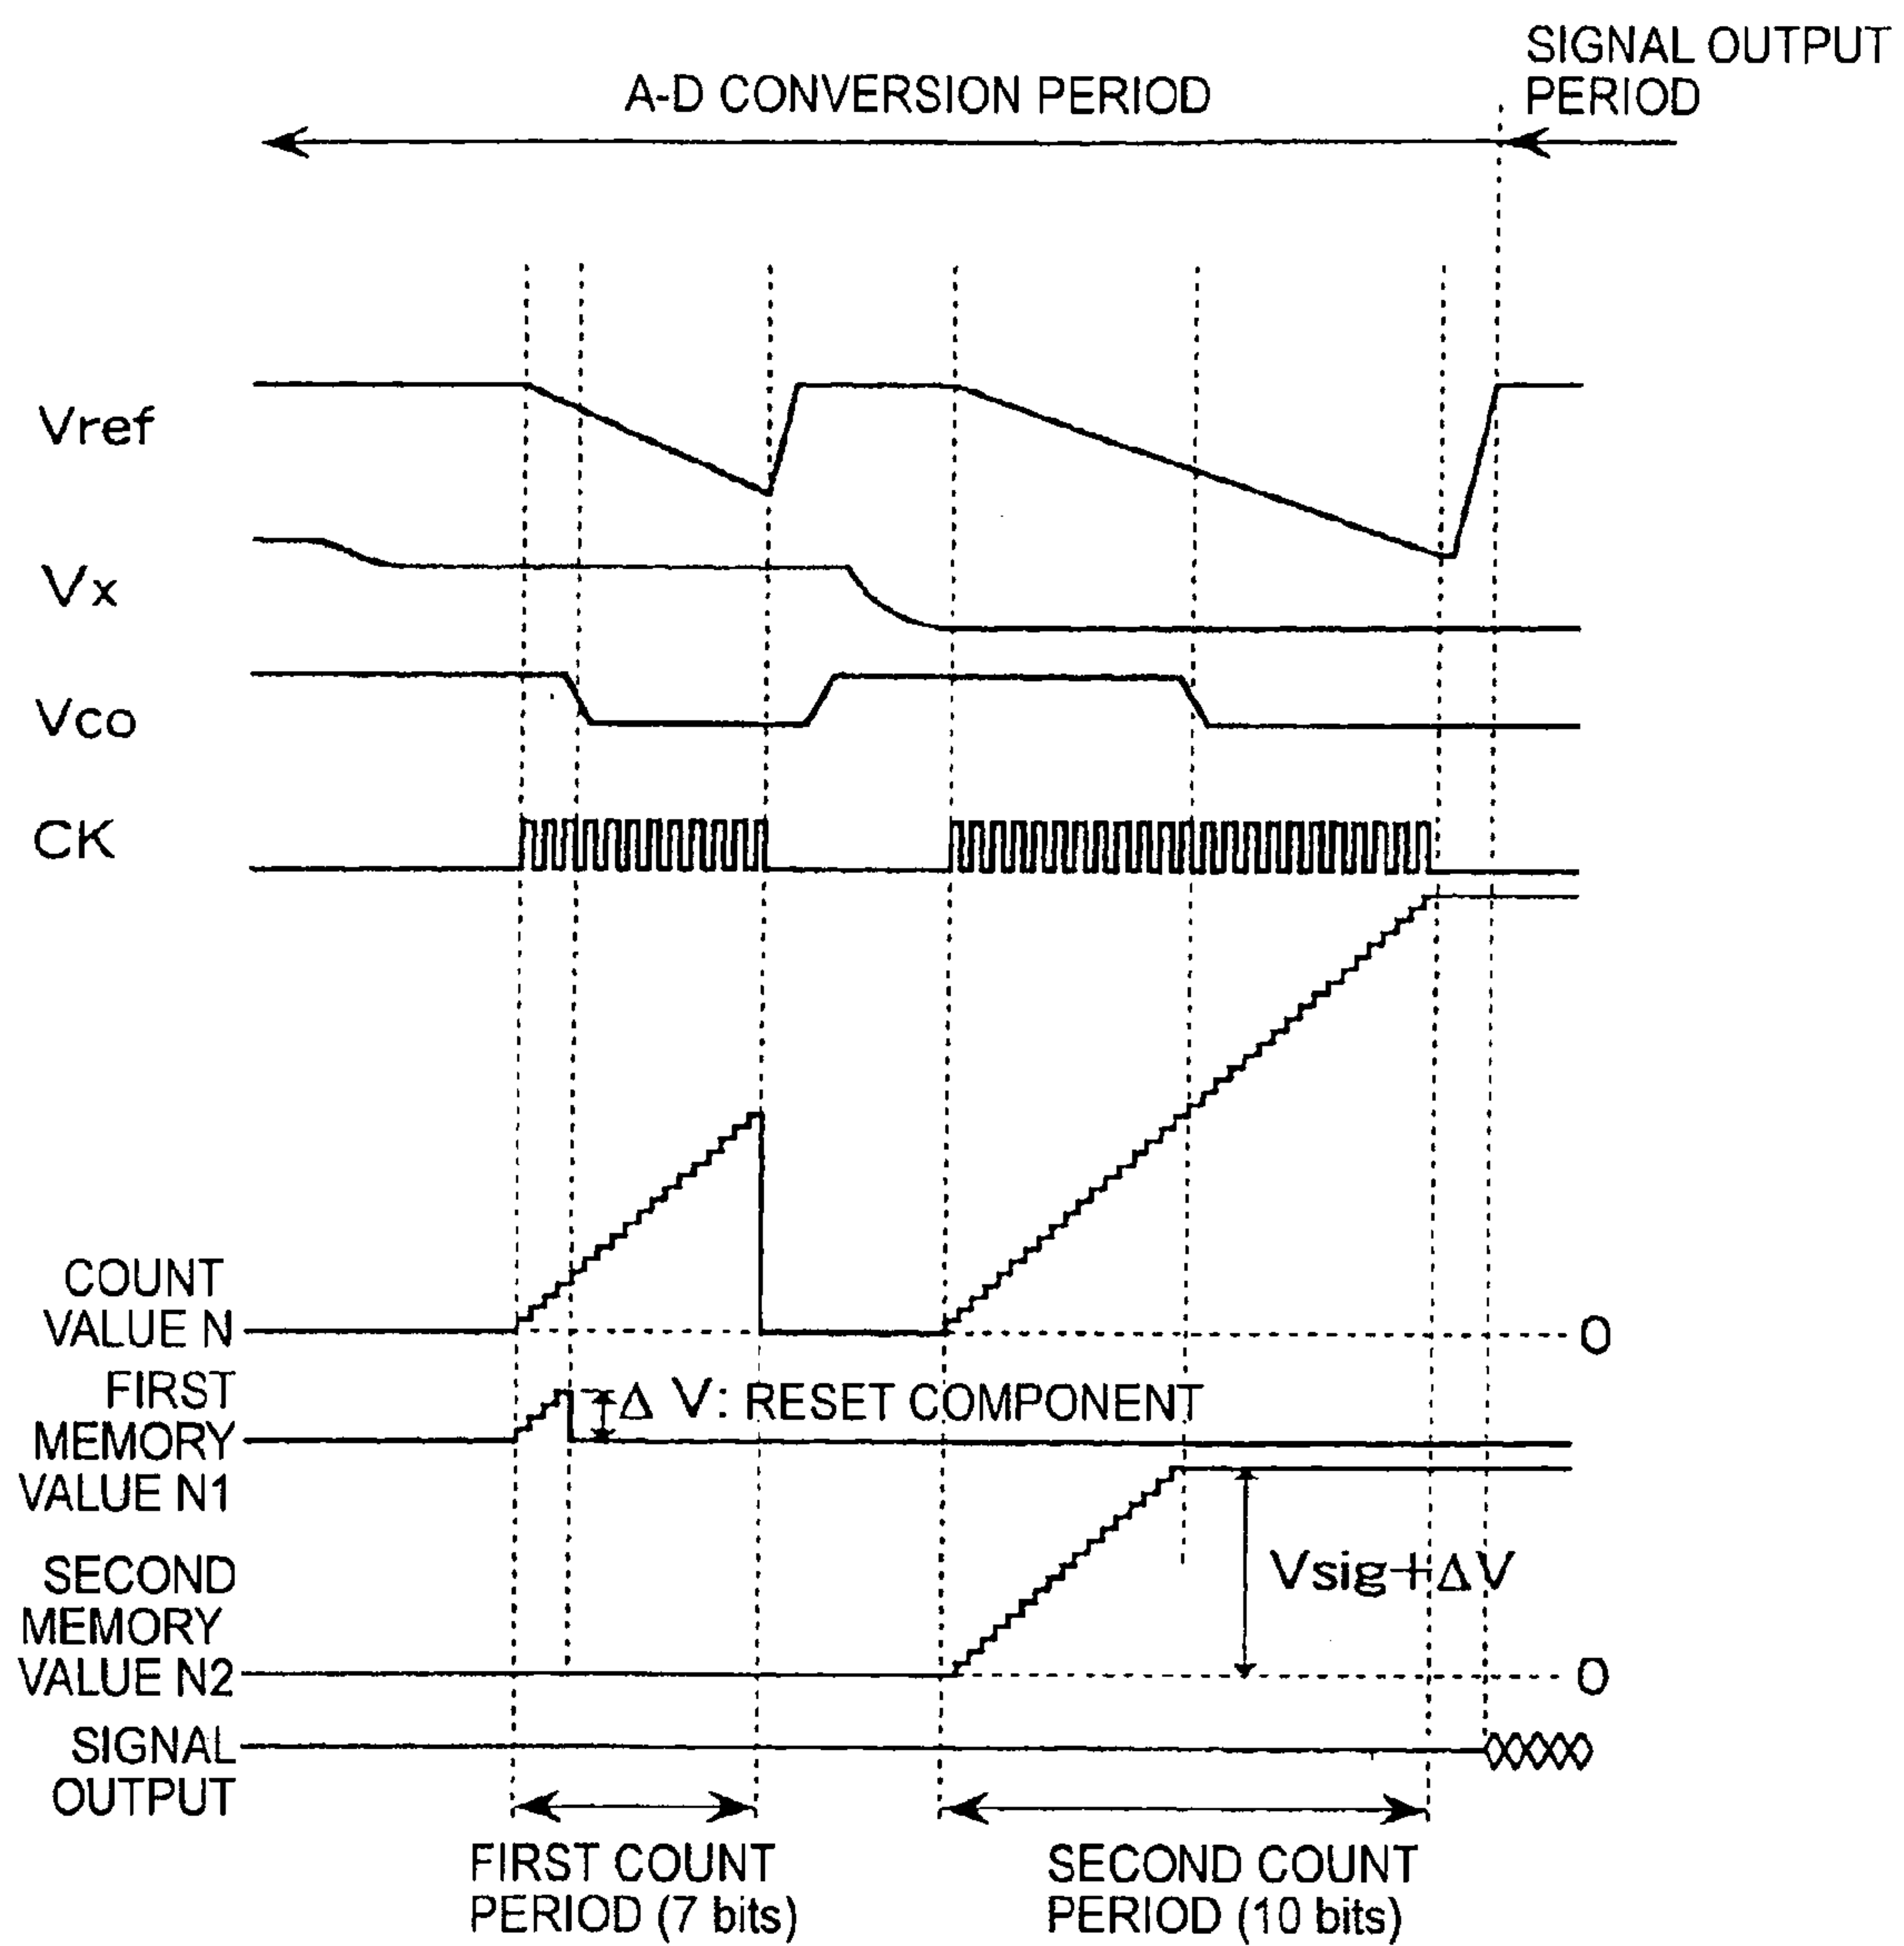 SIGNAL OUTPUT
PERIOD
A-D CONVERSION PERIOD
Vref
Vx
Vco
CK
COUNT
VALUE N
0
FIRST
MEMORY
VALUE N1
Δ V: RESET COMPONENT
SECOND
MEMORY
VALUE N2
Vsig+ΔV
0
SIGNAL
OUTPUT
FIRST COUNT
PERIOD (7 bits)
SECOND COUNT
PERIOD (10 bits)